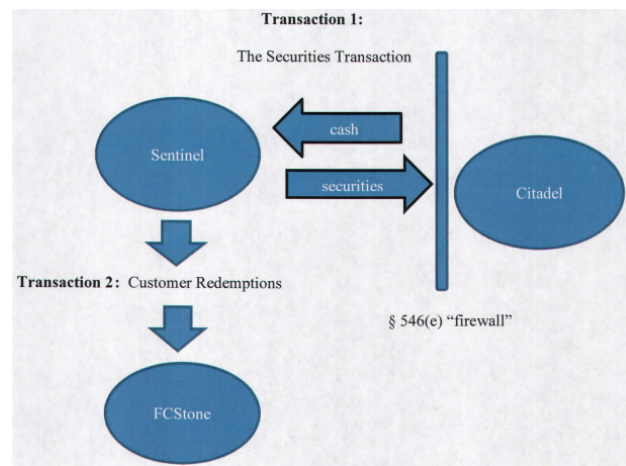 Transaction 1:
The Securities Transaction
cash
Sentinel
securities
Citadel
Transaction 2: Customer Redemptions
§ 546(e) “firewall”
FCStone